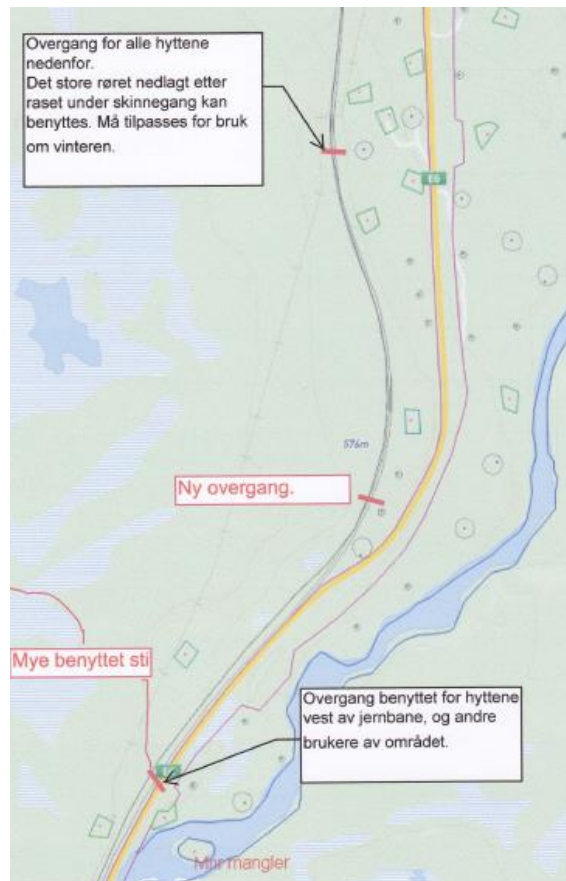 Overgang for alle hyttene
nedenfor.
Det store røret nedlagt etter
raset under skinnegang kan
benyttes. Må tilpasses for bruk
om vinteren.
E6
576m
Ny overgang.
Mye benyttet sti
Overgang benyttet for hyttene
vest av jernbane, og andre
brukere av området.
mangler